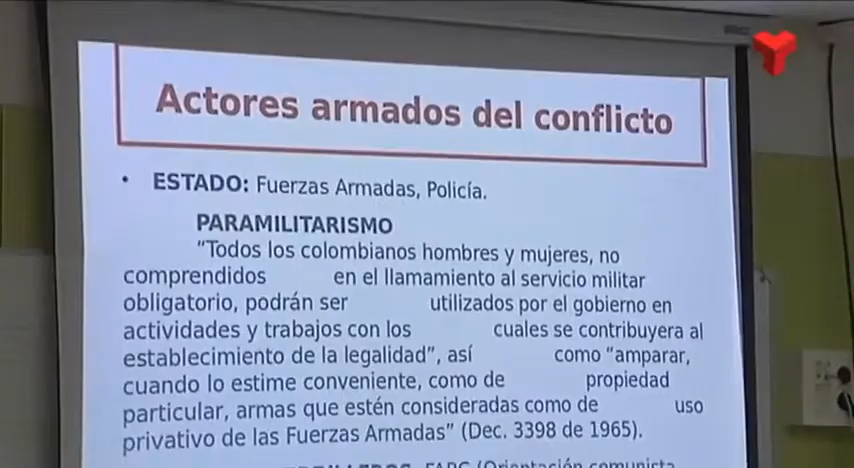 Actores armados del conflicto
• ESTADO: Fuerzas Armadas, Policía.
PARAMILITARISMO
“Todos los colombianos hombres y mujeres, no
comprendidos en el llamamiento al servicio militar
obligatorio, podrán ser utilizados por el gobierno en
actividades y trabajos con los cuales se contribuyera al
establecimiento de la legalidad”, así como “amparar,
cuando lo estime conveniente, como de propiedad
particular, armas que estén consideradas como de uso
privativo de las Fuerzas Armadas” (Dec. 3398 de 1965).
FARC (Orientación comunista